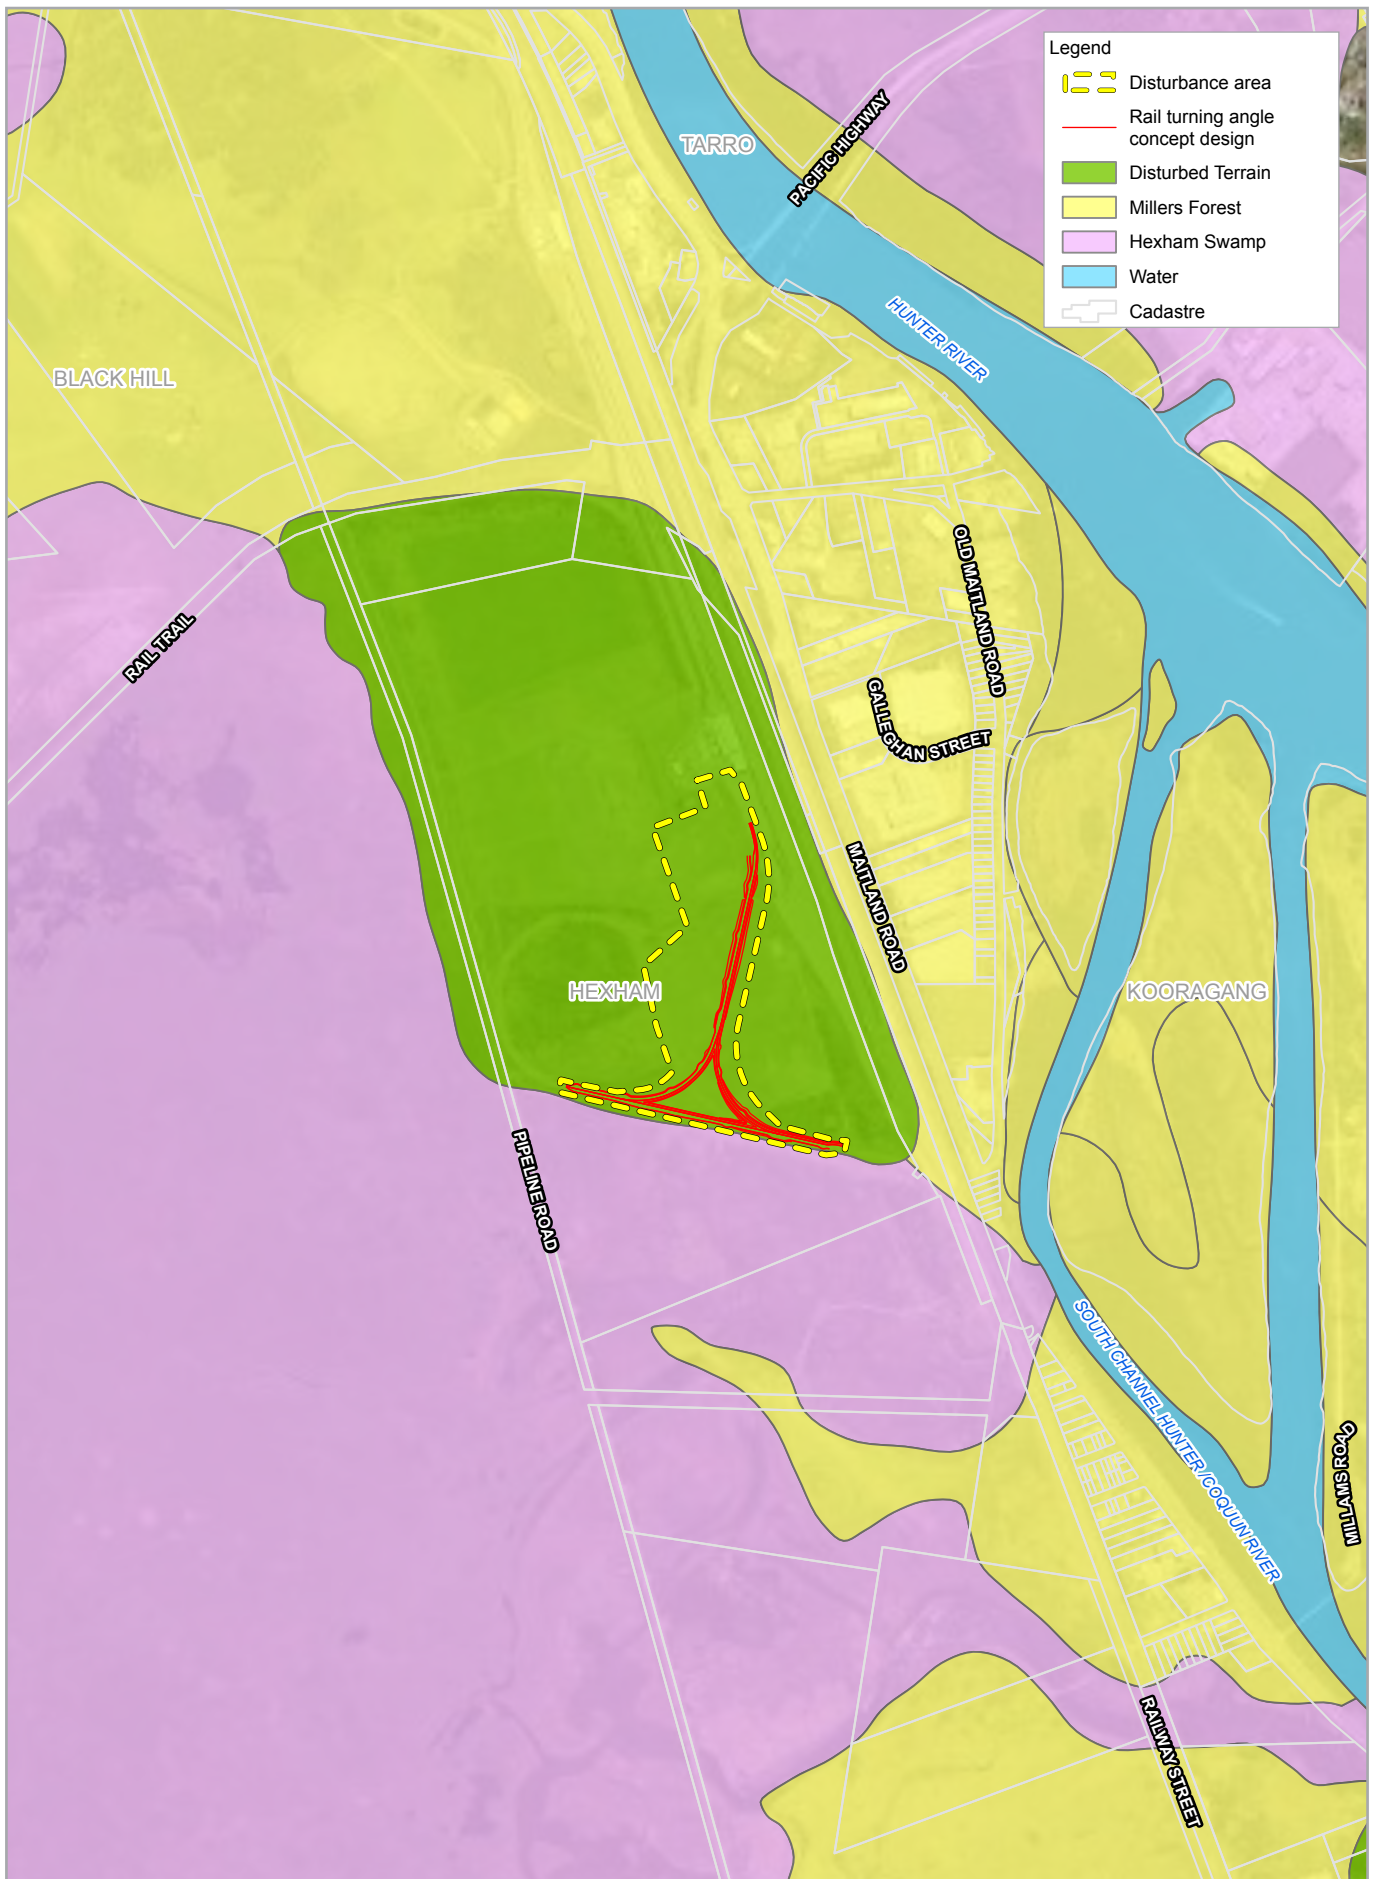 Legend
Disturbance area
Rail turning angle
concept design
Disturbed Terrain
Millers Forest
Hexham Swamp
Water
Cadastre
TARRO
PACIFIC HIGHWAY
HUNTER RIVER
BLACK HILL
OLD MAITLAND ROAD
RAIL TRAIL
GALLEGHAN STREET
MAITLAND ROAD
HEXHAM
KOORAGANG
PIPELINE ROAD
SOUTH CHANNEL HUNTER /COQUUN RIVER
MILLAMS ROAD
RAILWAY STREET